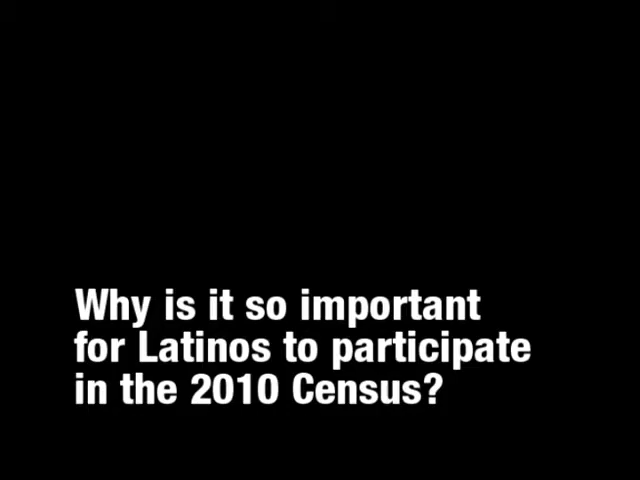 Why is it so important
for Latinos to participate
in the 2010 Census?